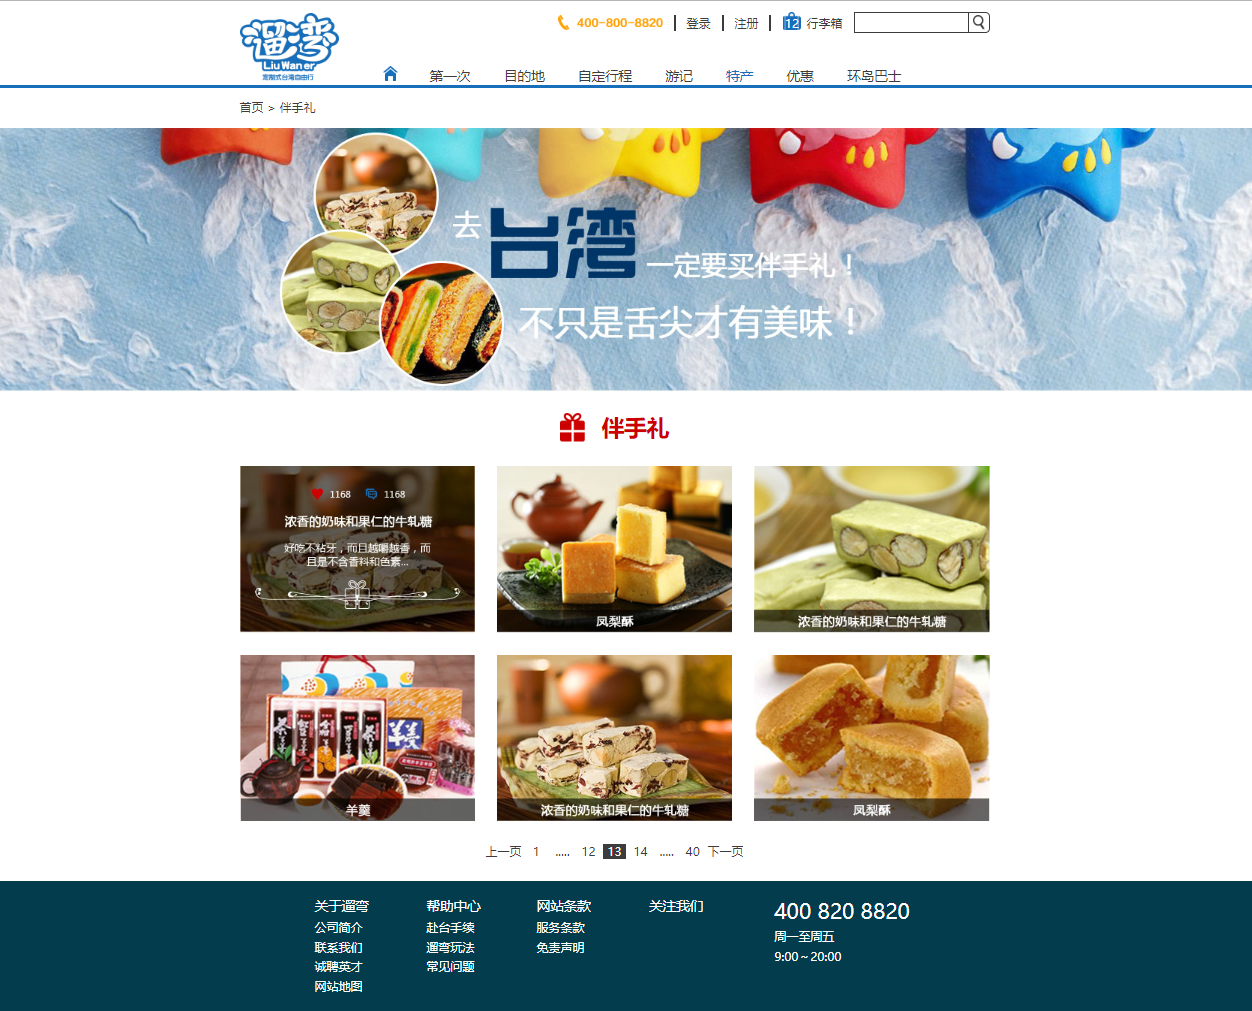 遛弯
Liu Wan er
定制式台湾自由行
400-800-8820 登录 注册 12 行李箱
第一次 目的地 自定行程 游记 特产 优惠 环岛巴士
首页 > 伴手礼
去台湾一定要买伴手礼！
不只是舌尖才有美味！
伴手礼
1168 1168
浓香的奶味和果仁的牛轧糖
好吃不粘牙，而且越嚼越香，而
且是不含香料和色素...
凤梨酥
浓香的奶味和果仁的牛轧糖
羊羹
羊羹
浓香的奶味和果仁的牛轧糖
凤梨酥
上一页 1 ..... 12 13 14 ..... 40 下一页
关于遛弯
公司简介
联系我们
诚聘英才
网站地图
帮助中心
赴台手续
遛弯玩法
常见问题
网站条款
服务条款
免责声明
关注我们
400 820 8820
周一至周五
9:00～20:00